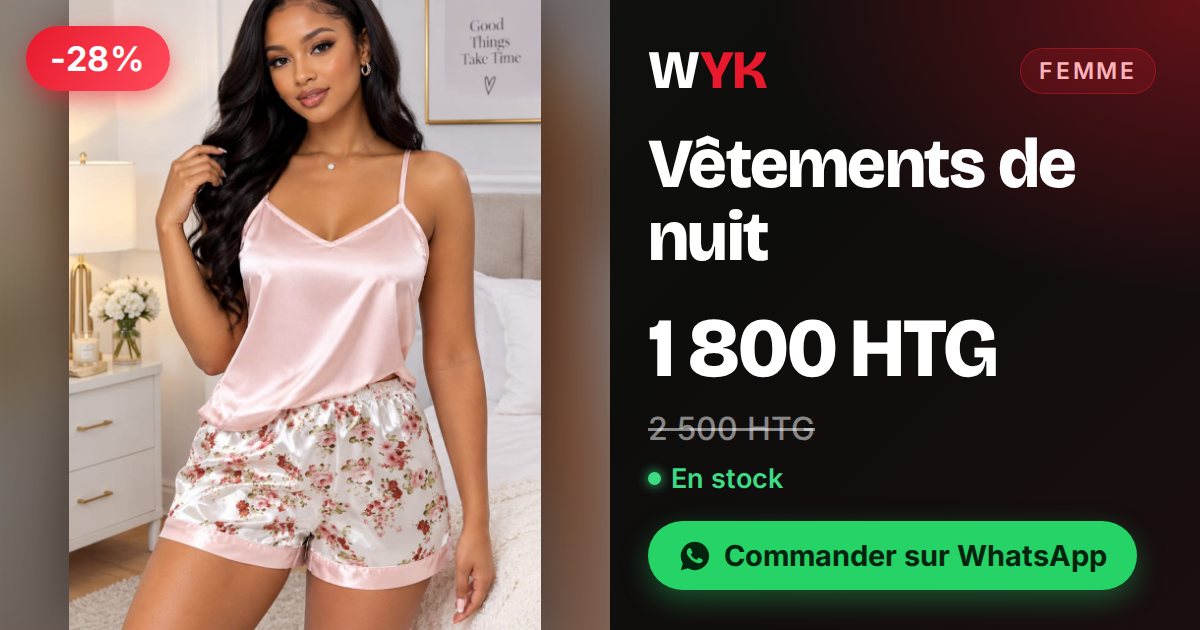 -28%
Good
Things
Take Time
WYK
FEMME
Vêtements de
nuit
1 800 HTG
2 500 HTG
En stock
Commander sur WhatsApp